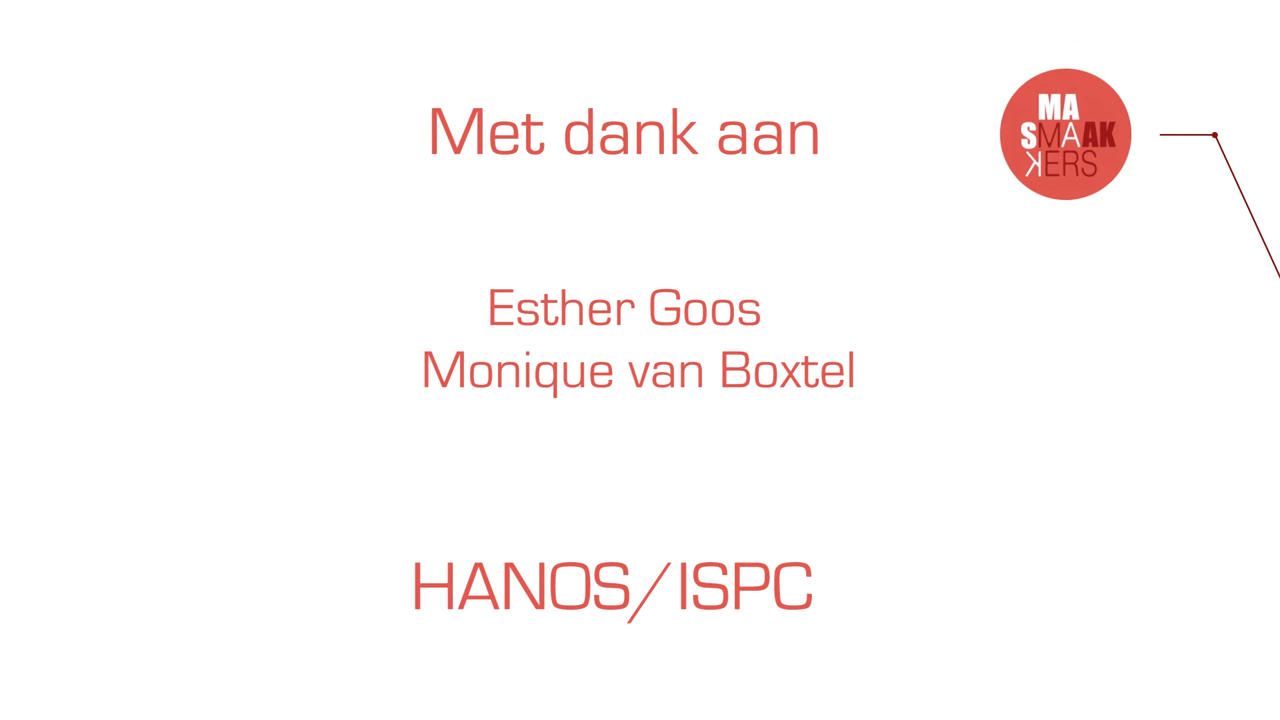 Met dank aan
MA
SMAAK
KERS
Esther Goos
Monique van Boxtel
HANOS/ISPC